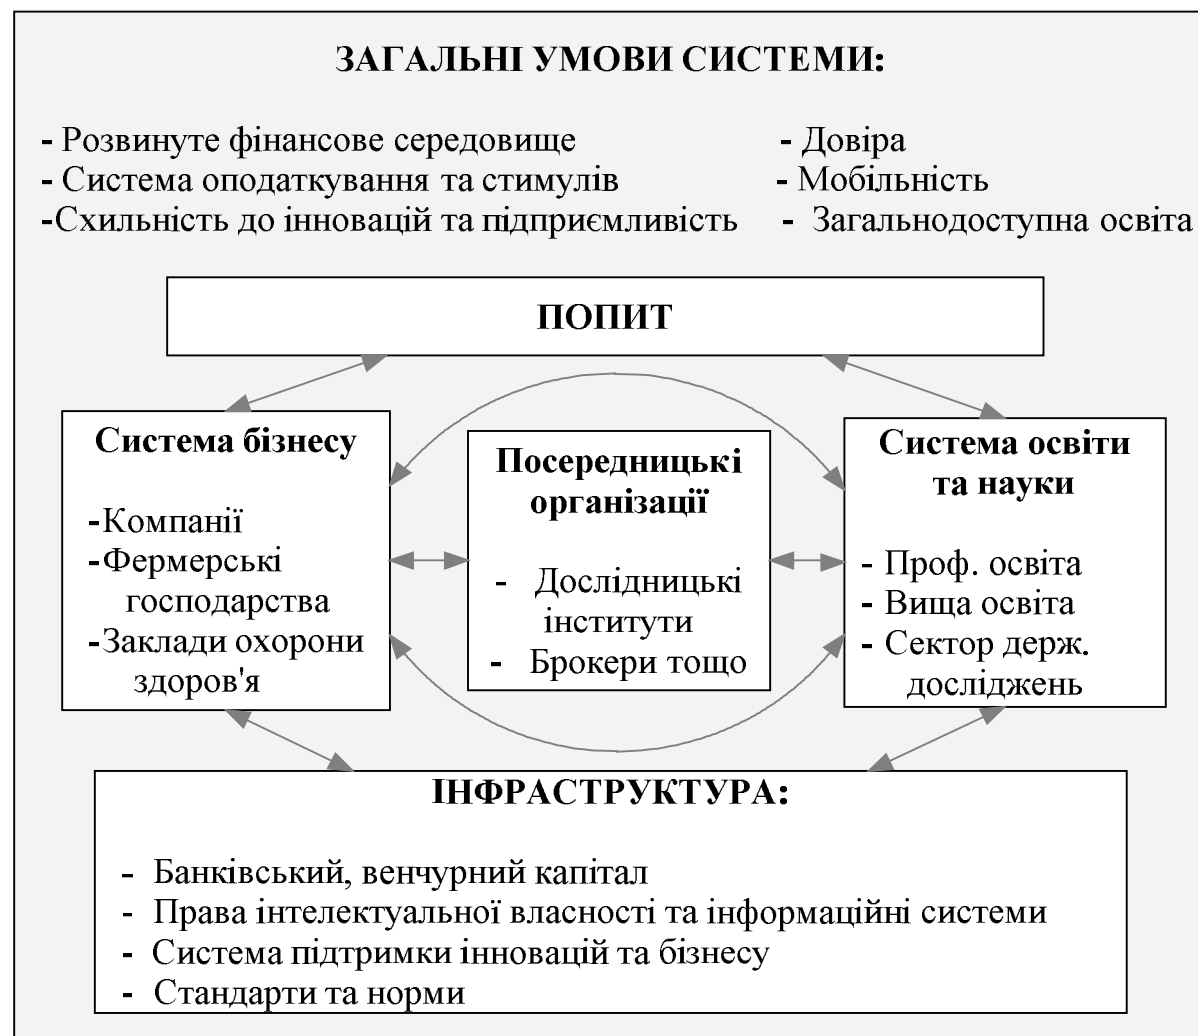 ЗАГАЛЬНІ УМОВИ СИСТЕМИ:
- Розвинуте фінансове середовище
- Система оподаткування та стимулів
-Схильність до інновацій та підприємливість
- Довіра
- Мобільність
- Загальнодоступна освіта
ПОПИТ
Система бізнесу
-Компанії
-Фермерські
господарства
-Заклади охорони
здоров'я
Посередницькі
організації
- Дослідницькі
інститути
- Брокери тощо
Система освіти
та науки
- Проф. освіта
- Вища освіта
- Сектор держ.
досліджень
ІНФРАСТРУКТУРА:
- Банківський, венчурний капітал
- Права інтелектуальної власності та інформаційні системи
- Система підтримки інновацій та бізнесу
- Стандарти та норми